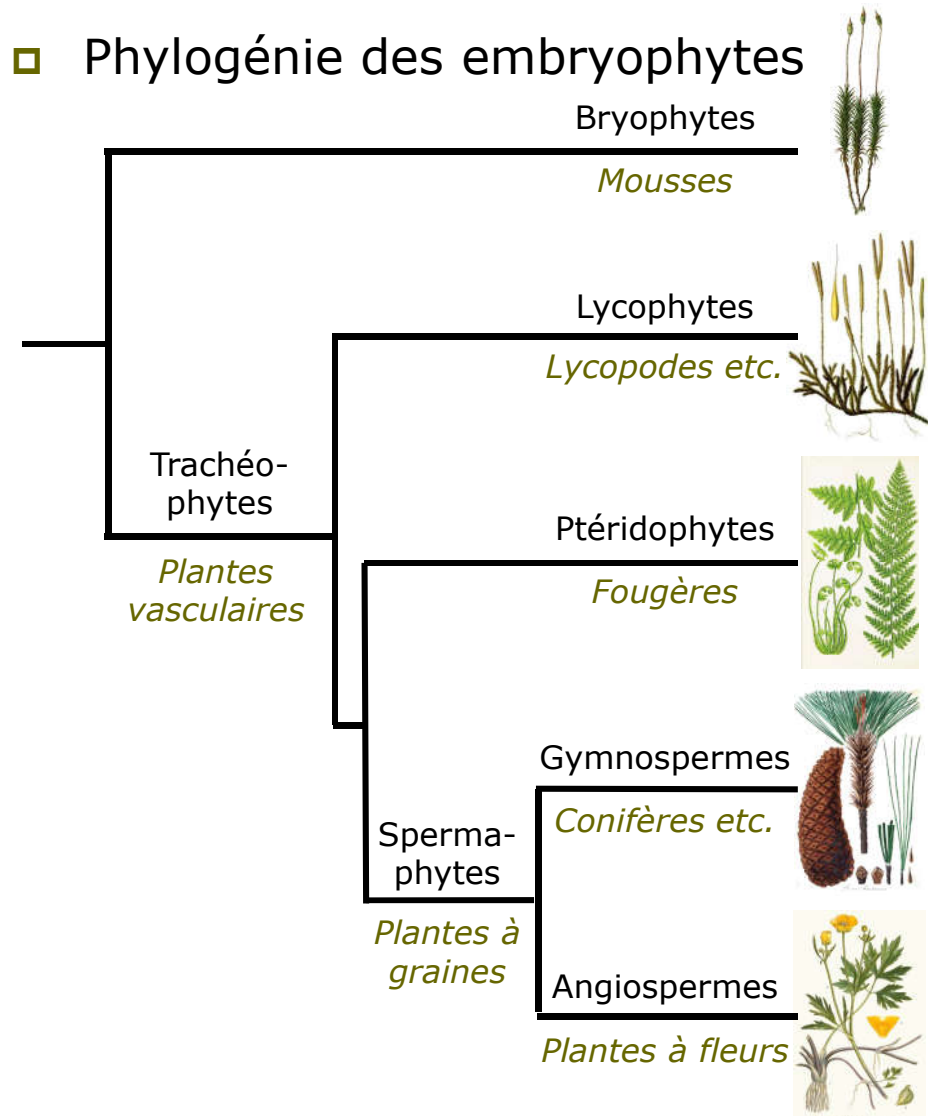 Phylogénie des embryophytes
Bryophytes
Mousses
Lycophytes
Lycopodes etc.
Trachéo-
phytes
Plantes
vasculaires
Ptéridophytes
Fougères
Gymnospermes
Conifères etc.
Sperma-
phytes
Plantes à
graines
Angiospermes
Plantes à fleurs